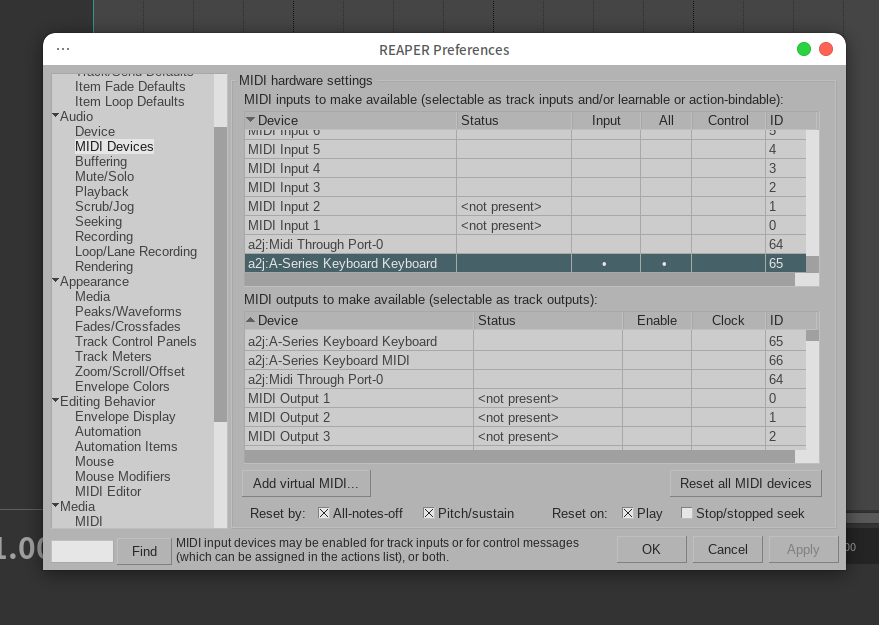 REAPER Preferences
Track/Send Defaults
Item Fade Defaults
Item Loop Defaults
Audio
Device
MIDI Devices
Buffering
Mute/Solo
Playback
Scrub/Jog
Seeking
Recording
Loop/Lane Recording
Rendering
Appearance
Media
Peaks/Waveforms
Fades/Crossfades
Track Control Panels
Track Meters
Zoom/Scroll/Offset
Envelope Colors
Editing Behavior
Envelope Display
Automation
Automation Items
Mouse
Mouse Modifiers
MIDI Editor
Media
MIDI
MIDI hardware settings
MIDI inputs to make available (selectable as track inputs and/or learnable or action-bindable):
Device Status Input All Control ID
MIDI Input 6 5
MIDI Input 5 4
MIDI Input 4 3
MIDI Input 3 2
MIDI Input 2 <not present> 1
MIDI Input 1 <not present> 0
a2j:Midi Through Port-0 64
a2j:A-Series Keyboard Keyboard • • 65
MIDI outputs to make available (selectable as track outputs):
Device Status Enable Clock ID
a2j:A-Series Keyboard Keyboard 65
a2j:A-Series Keyboard MIDI 66
a2j:Midi Through Port-0 64
MIDI Output 1 <not present> 0
MIDI Output 2 <not present> 1
MIDI Output 3 <not present> 2
Add virtual MIDI... Reset all MIDI devices
Reset by: All-notes-off Pitch/sustain Reset on: Play Stop/stopped seek
Find
MIDI input devices may be enabled for track inputs or for control messages
(which can be assigned in the actions list), or both.
OK Cancel Apply